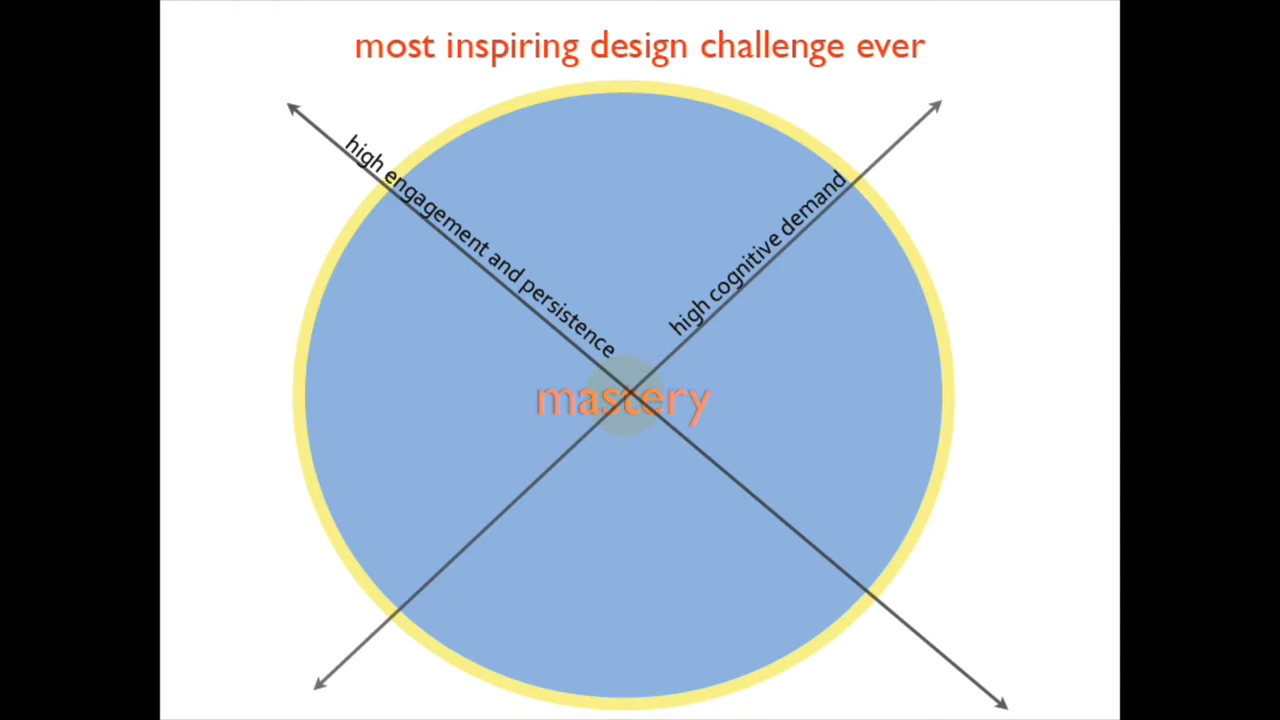 most inspiring design challenge ever
high engagement and persistence
high cognitive demand
mastery